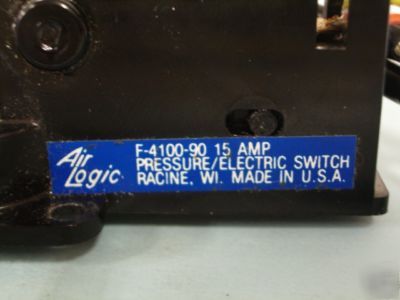 Air
Logic
F-4100-90 15 AMP
PRESSURE/ELECTRIC SWITCH
RACINE, WI. MADE IN U.S.A.